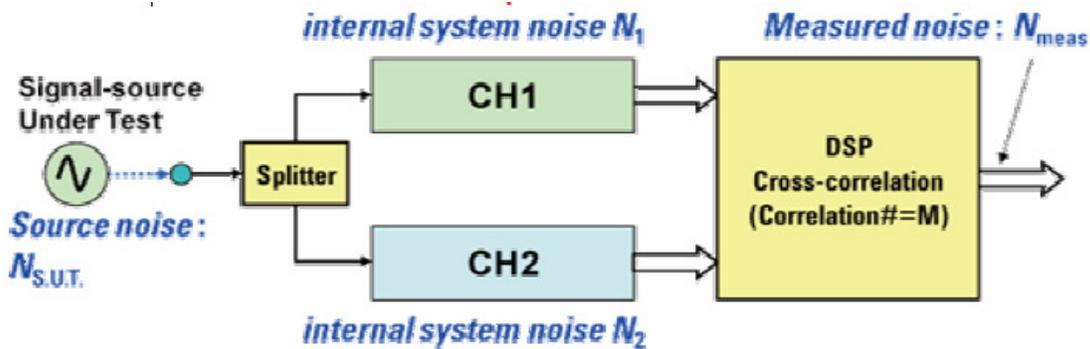 internal system noise N1
Measured noise : Nmeas
Signal-source
Under Test
CH1
Splitter
DSP
Cross-correlation
(Correlation#=M)
Source noise :
NS.U.T.
CH2
internal system noise N2